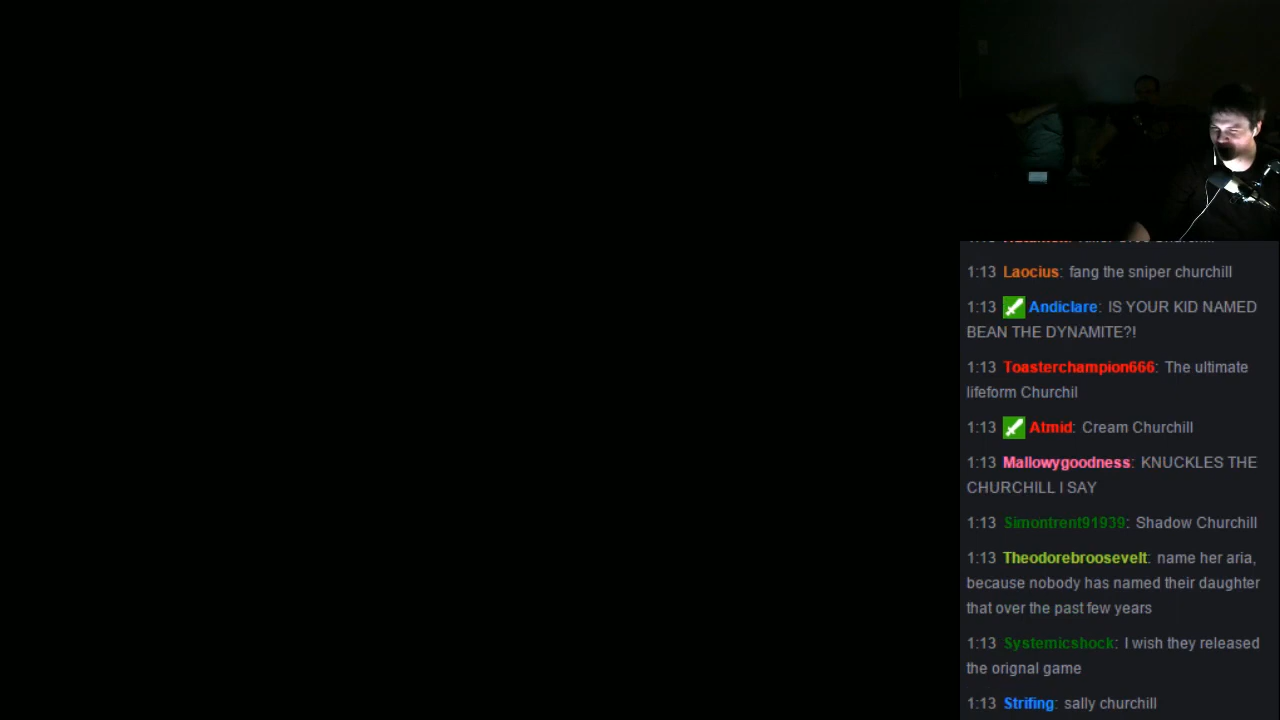 1:13 Laocius: fang the sniper churchill
1:13 Andiclare: IS YOUR KID NAMED
BEAN THE DYNAMITE?!
1:13 Toasterchampion666: The ultimate
lifeform Churchil
1:13 Atmid: Cream Churchill
1:13 Mallowygoodness: KNUCKLES THE
CHURCHILL I SAY
1:13 Simontrent91939: Shadow Churchill
1:13 Theodorebroosevelt: name her aria,
because nobody has named their daughter
that over the past few years
1:13 Systemicshock: I wish they released
the orignal game
1:13 Strifing: sally churchill